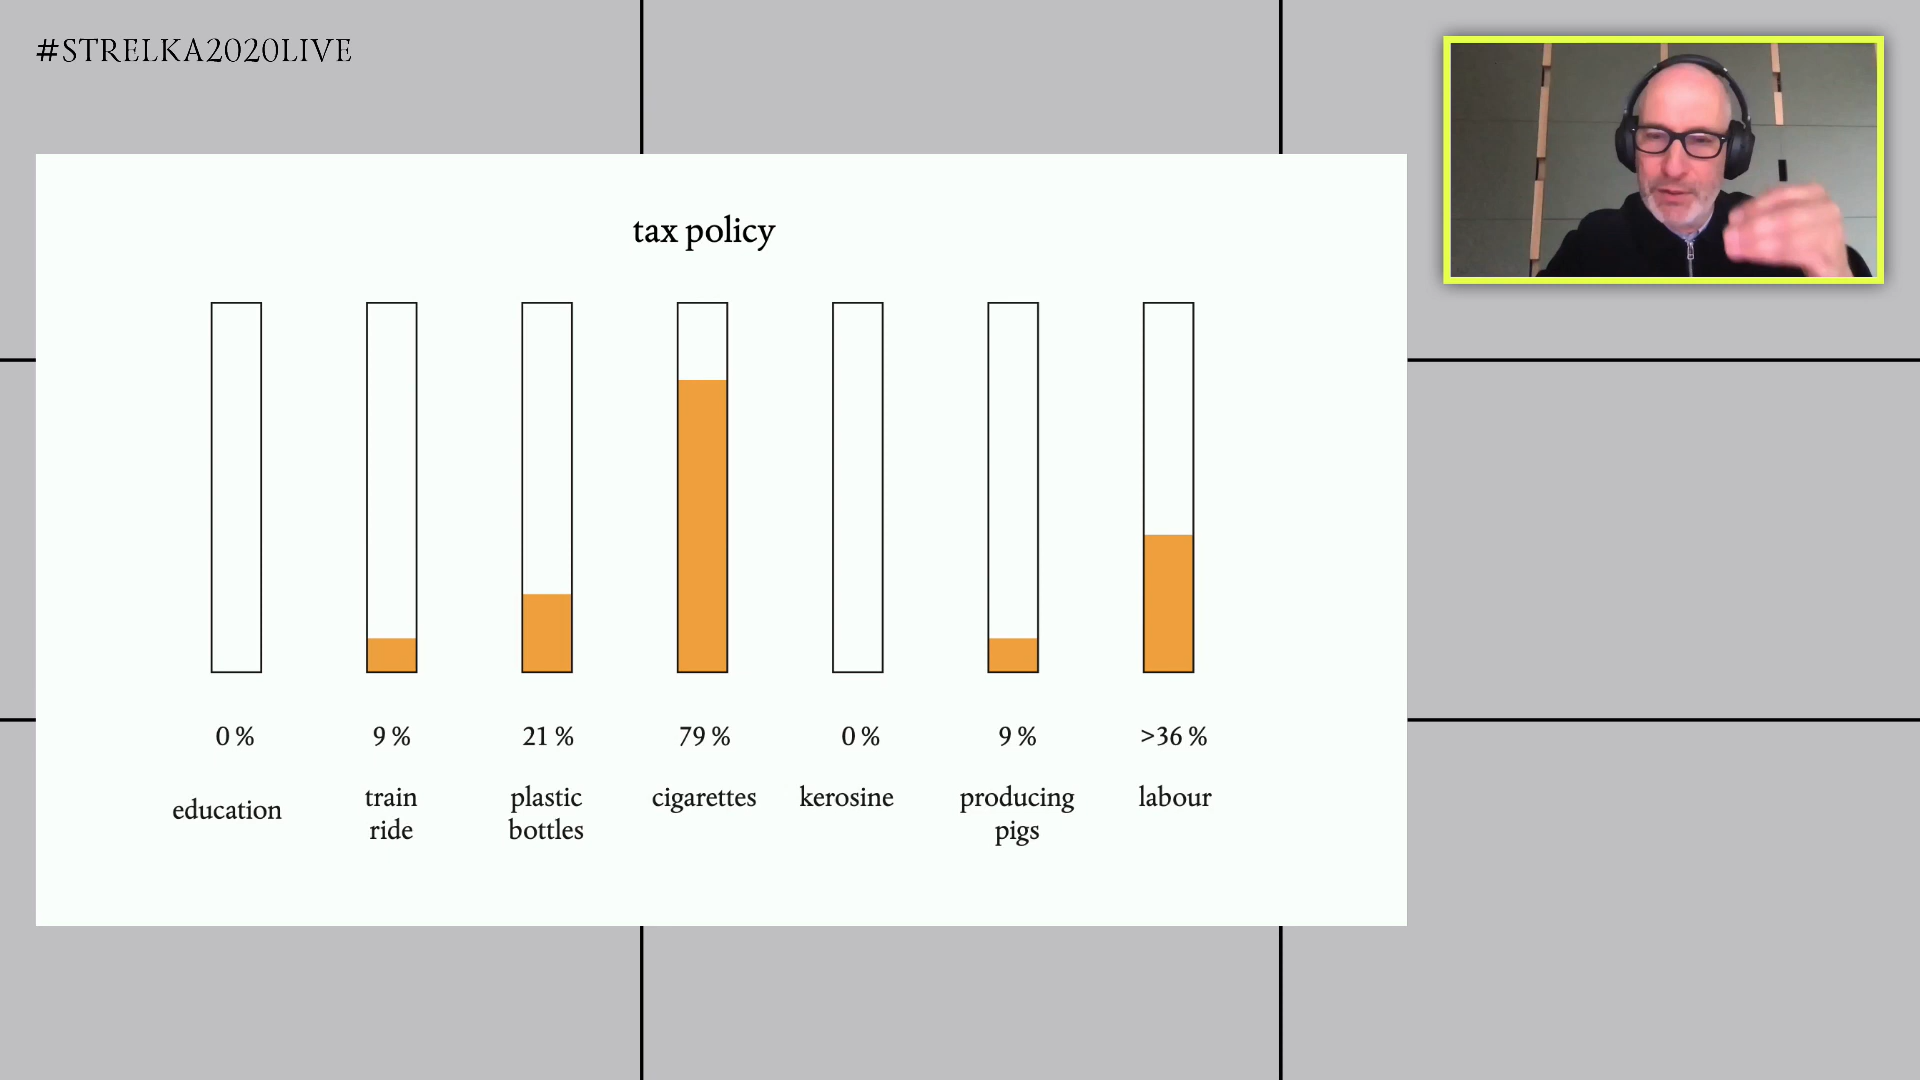 #STRELKA2020LIVE
tax policy
0 %
9 %
21 %
79 %
0 %
9 %
>36 %
education
train
ride
plastic
bottles
cigarettes
kerosine
producing
pigs
labour